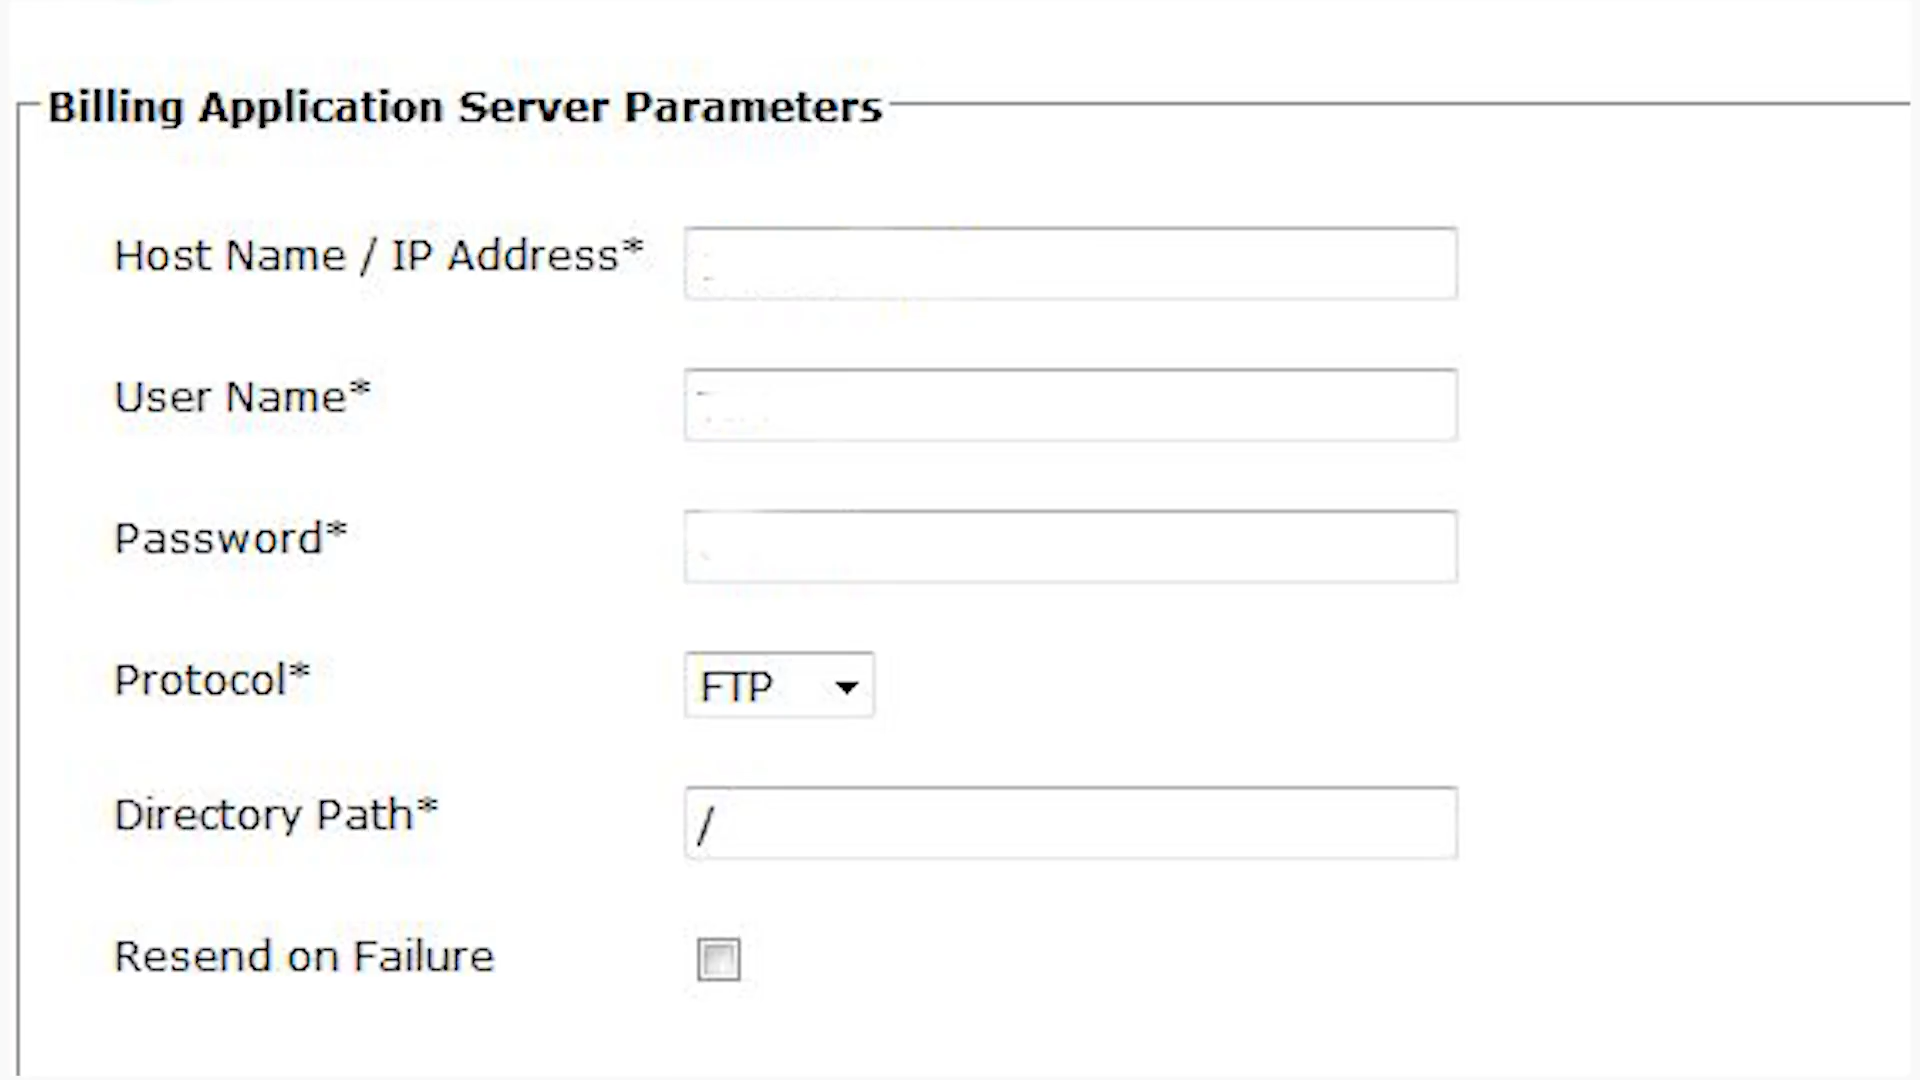 Billing Application Server Parameters
Host Name / IP Address*
User Name*
Password*
Protocol* FTP
Directory Path* /
Resend on Failure